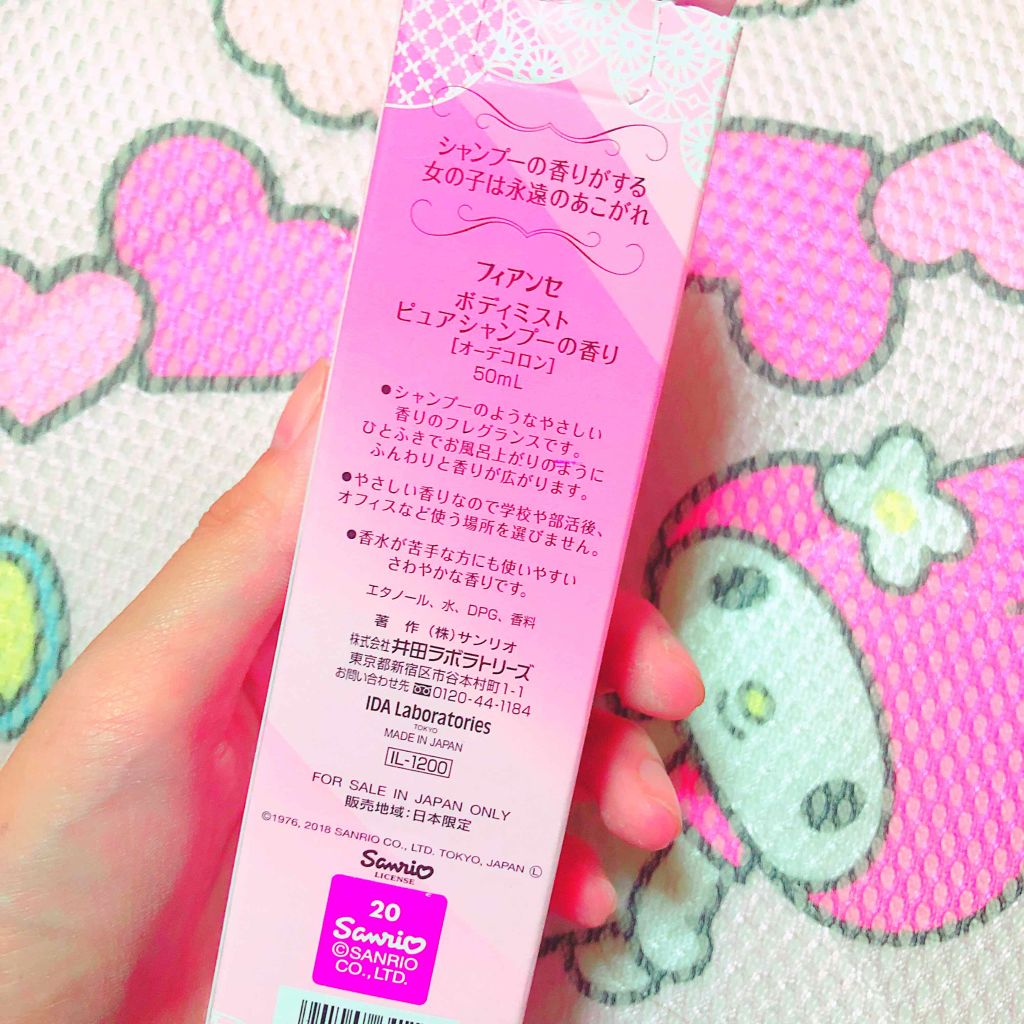 シャンプーの香りがする
女の子は永遠のあこがれ
フィアンセ
ボディミスト
ピュアシャンプーの香り
[オーデコロン]
50mL
●シャンプーのようなやさしい
香りのフレグランスです。
ひとふきでお風呂上がりのように
ふんわりと香りが広がります。
●やさしい香りなので学校や部活後、
オフィスなど使う場所を選びません。
●香水が苦手な方にも使いやすい
さわやかな香りです。
エタノール、水、DPG、香料
著 作 (株)サンリオ
株式会社 井田ラボラトリーズ
東京都新宿区市谷本村町1-1
お問い合わせ先 0120-44-1184
IDA Laboratories
TOKYO
MADE IN JAPAN
IL-1200
FOR SALE IN JAPAN ONLY
販売地域:日本限定
©1976, 2018 SANRIO CO., LTD. TOKYO, JAPAN Ⓛ
Sanrio
LICENSE
20
Sanrio
©SANRIO
CO., LTD.